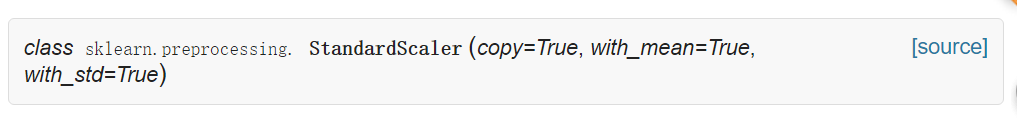 class sklearn.preprocessing. StandardScaler (copy=True, with_mean=True, [source]
with_std=True)